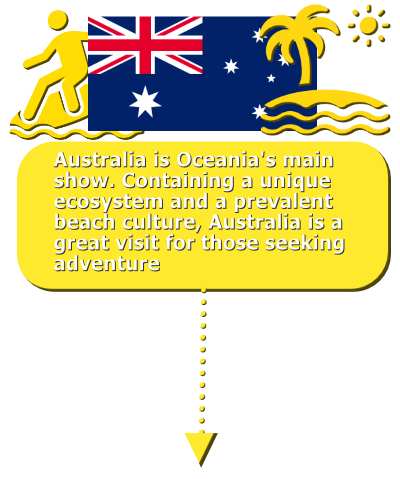 Australia is Oceania's main
show. Containing a unique
ecosystem and a prevalent
beach culture, Australia is a
great visit for those seeking
adventure